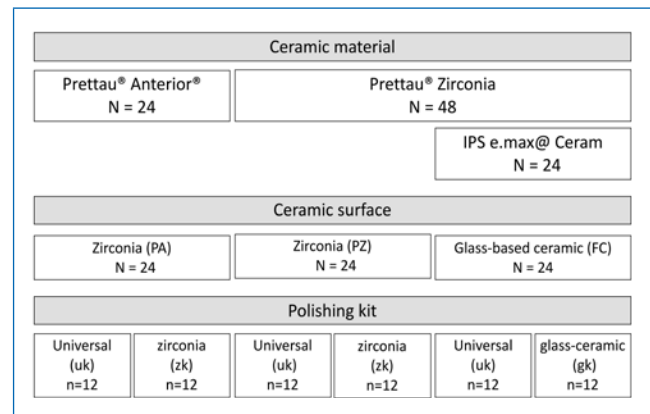 Ceramic material
Prettau® Anterior®
N = 24
Prettau® Zirconia
N = 48
IPS e.max@ Ceram
N = 24
Ceramic surface
Zirconia (PA)
N = 24
Zirconia (PZ)
N = 24
Glass-based ceramic (FC)
N = 24
Polishing kit
Universal
(uk)
n=12
zirconia
(zk)
n=12
Universal
(uk)
n=12
zirconia
(zk)
n=12
Universal
(uk)
n=12
glass-ceramic
(gk)
n=12